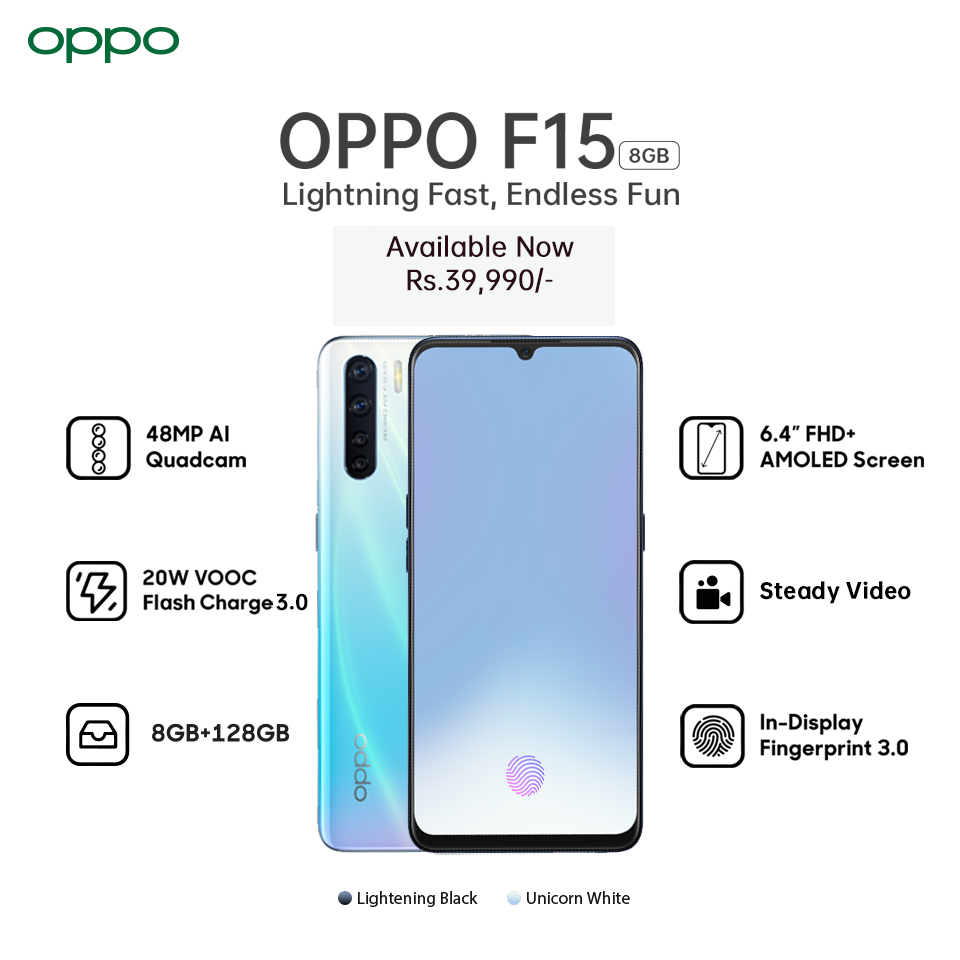 oppo
OPPO F15 8GB
Lightning Fast, Endless Fun
Available Now
Rs.39,990/-
48MP AI
Quadcam
20W VOOC
Flash Charge 3.0
8GB+128GB
6.4" FHD+
AMOLED Screen
Steady Video
In-Display
Fingerprint 3.0
oppo
Lightening Black
Unicorn White